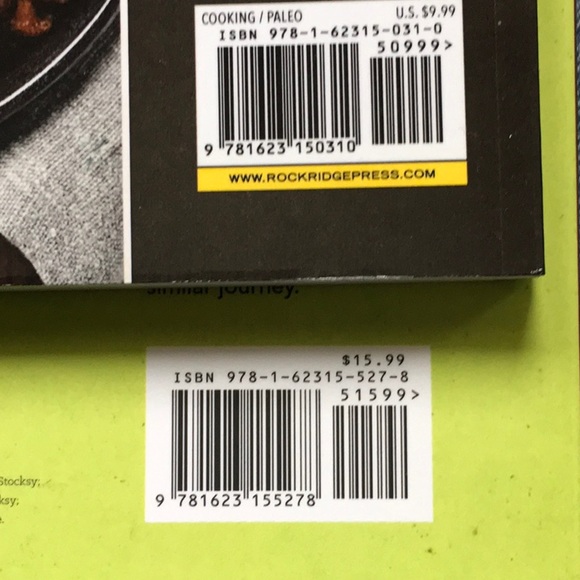 COOKING / PALEO U.S. $9.99
ISBN 978-1-62315-031-0
50999>
9 781623 150310
WWW.ROCKRIDGEPRESS.COM
similar journey.
$15.99
ISBN 978-1-62315-527-8
51599>
9 781623 155278
Stocksy;